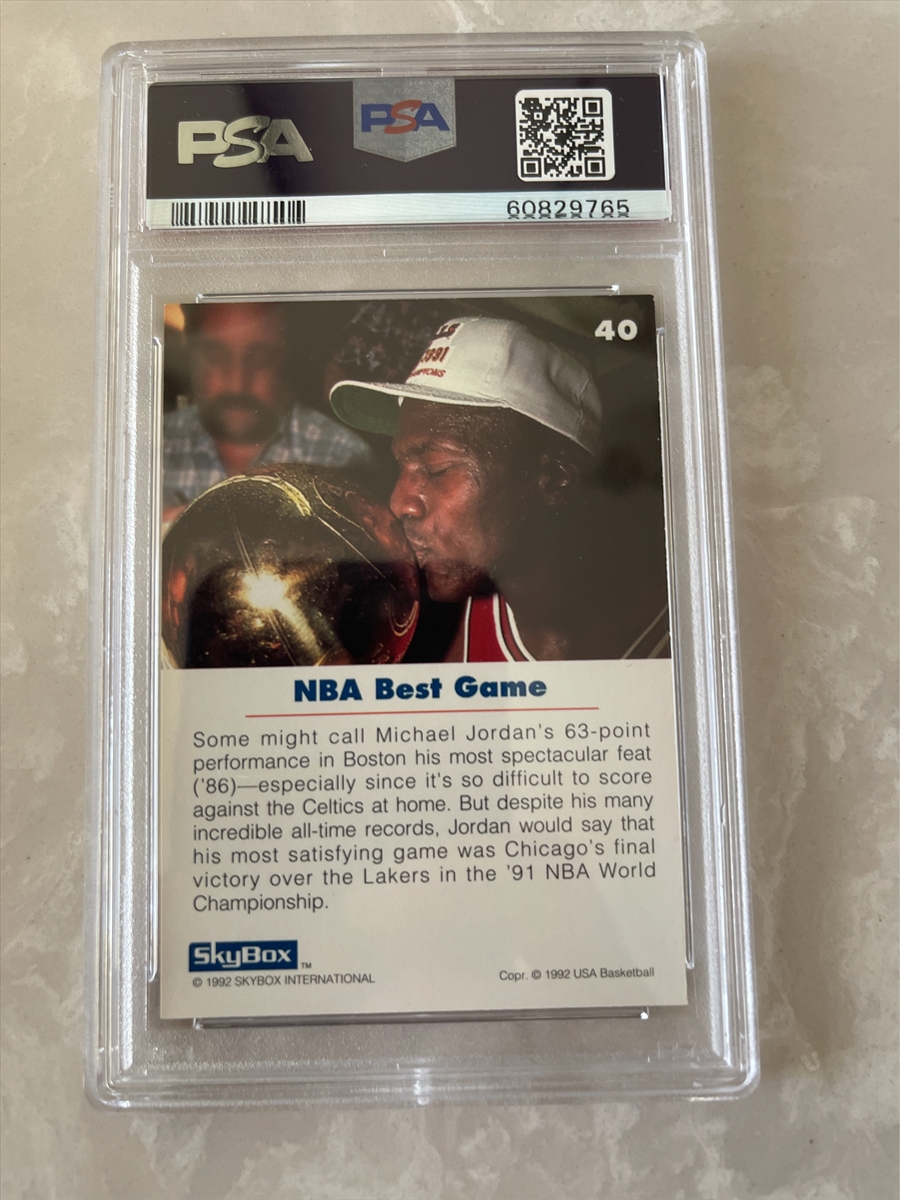 PSA
PSA
60829765
40
1991
NBA Best Game
Some might call Michael Jordan's 63-point
performance in Boston his most spectacular feat
('86)—especially since it's so difficult to score
against the Celtics at home. But despite his many
incredible all-time records, Jordan would say that
his most satisfying game was Chicago's final
victory over the Lakers in the '91 NBA World
Championship.
SkyBox™
© 1992 SKYBOX INTERNATIONAL
Copr. © 1992 USA Basketball